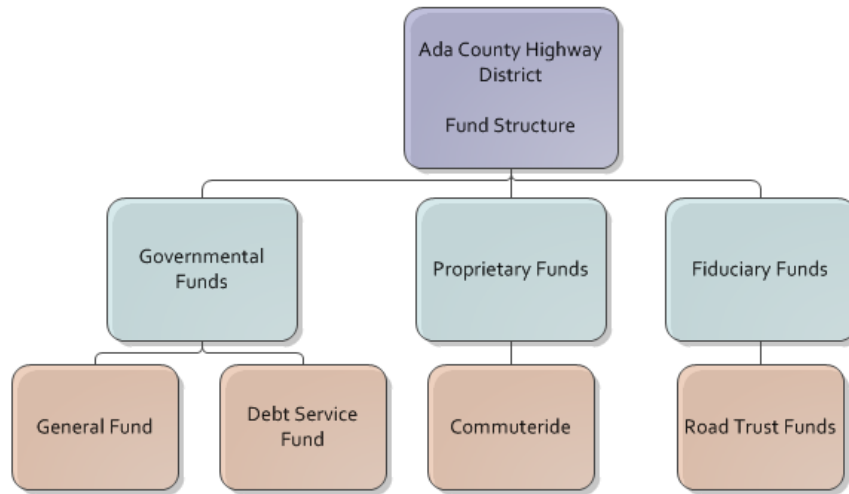 Ada County Highway
District
Fund Structure
Governmental
Funds
Proprietary Funds
Fiduciary Funds
General Fund
Debt Service
Fund
Commuteride
Road Trust Funds